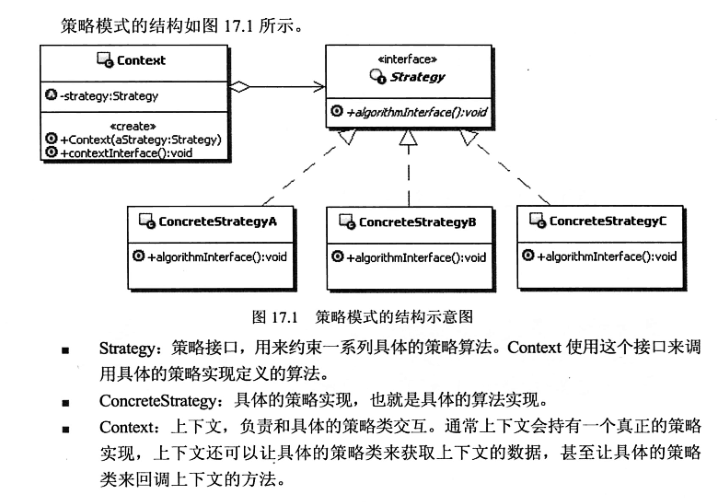 策略模式的结构如图 17.1 所示。
Context
-strategy:Strategy
«create»
+Context(aStrategy:Strategy)
+contextInterface():void
«interface»
Strategy
+algorithmInterface():void
ConcreteStrategyA
+algorithmInterface():void
ConcreteStrategyB
+algorithmInterface():void
ConcreteStrategyC
+algorithmInterface():void
图 17.1 策略模式的结构示意图
■ Strategy：策略接口，用来约束一系列具体的策略算法。Context 使用这个接口来调
用具体的策略实现定义的算法。
■ ConcreteStrategy：具体的策略实现，也就是具体的算法实现。
■ Context：上下文，负责和具体的策略类交互。通常上下文会持有一个真正的策略
实现，上下文还可以让具体的策略类来获取上下文的数据，甚至让具体的策略
类来回调上下文的方法。